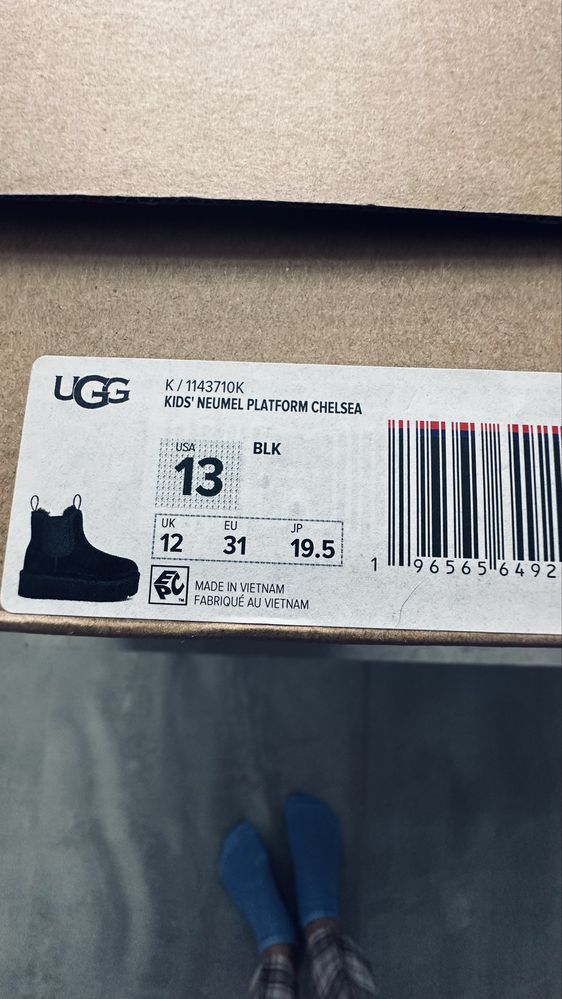 UGG
K / 1143710K
KIDS' NEUMEL PLATFORM CHELSEA
USA
13
BLK
UK EU JP
12 31 19.5
1 96565 6492
EPC™
MADE IN VIETNAM
FABRIQUÉ AU VIETNAM